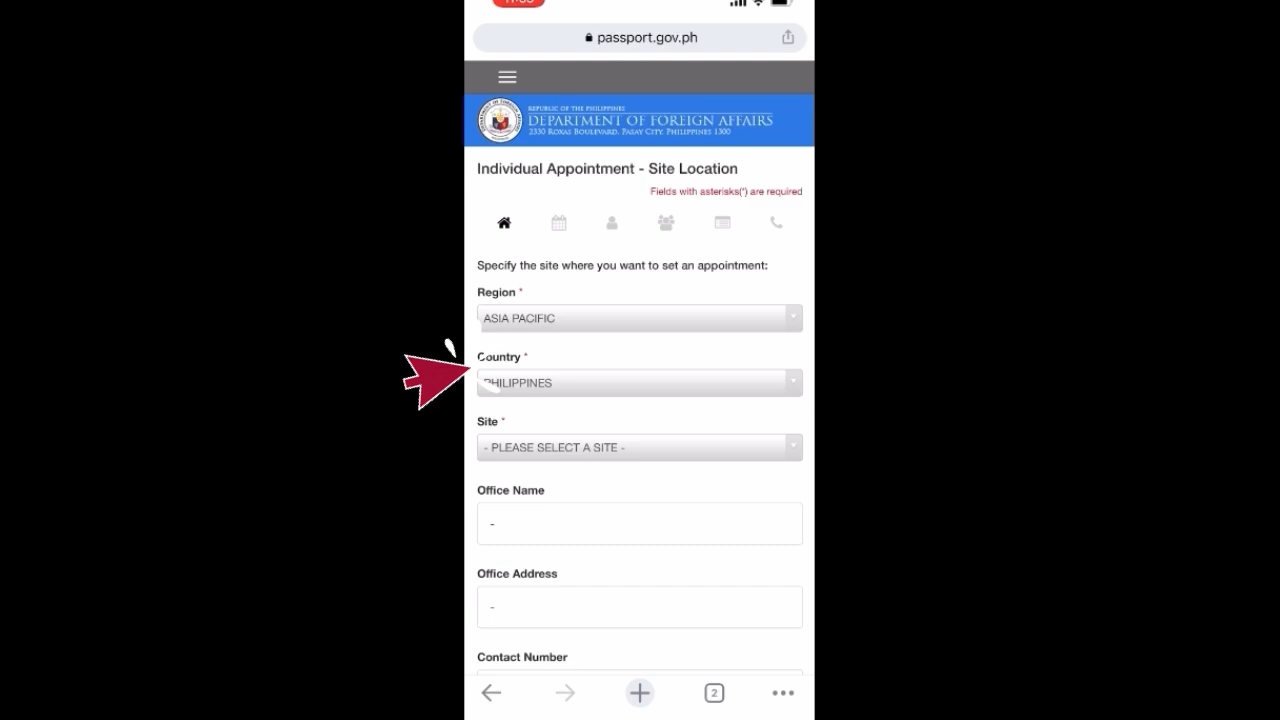 passport.gov.ph
REPUBLIC OF THE PHILIPPINES
DEPARTMENT OF FOREIGN AFFAIRS
2330 ROXAS BOULEVARD, PASAY CITY, PHILIPPINES 1300
Individual Appointment - Site Location
Fields with asterisks(*) are required
Specify the site where you want to set an appointment:
Region *
ASIA PACIFIC
Country *
PHILIPPINES
Site *
- PLEASE SELECT A SITE -
Office Name
-
Office Address
-
Contact Number
2